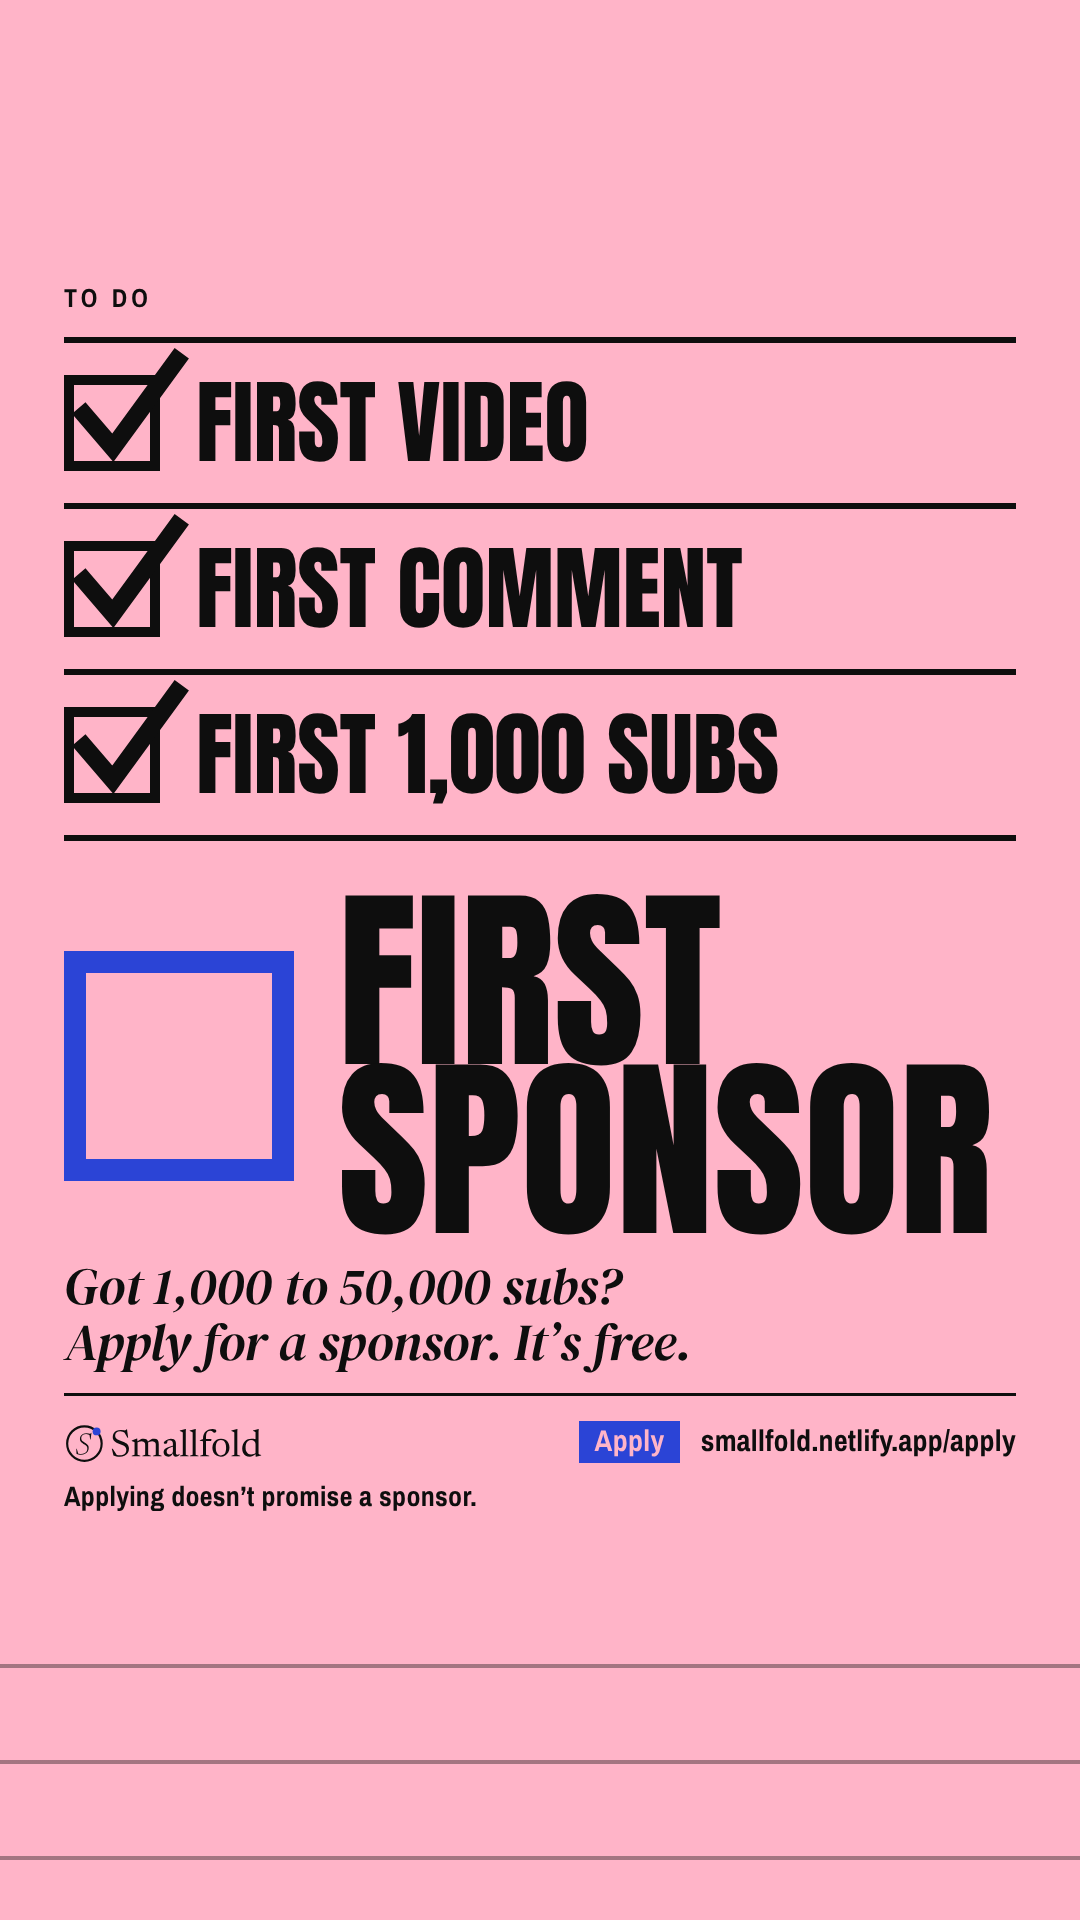 TO DO
FIRST VIDEO
FIRST COMMENT
FIRST 1,000 SUBS
FIRST
SPONSOR
Got 1,000 to 50,000 subs?
Apply for a sponsor. It’s free.
S Smallfold
Apply smallfold.netlify.app/apply
Applying doesn’t promise a sponsor.